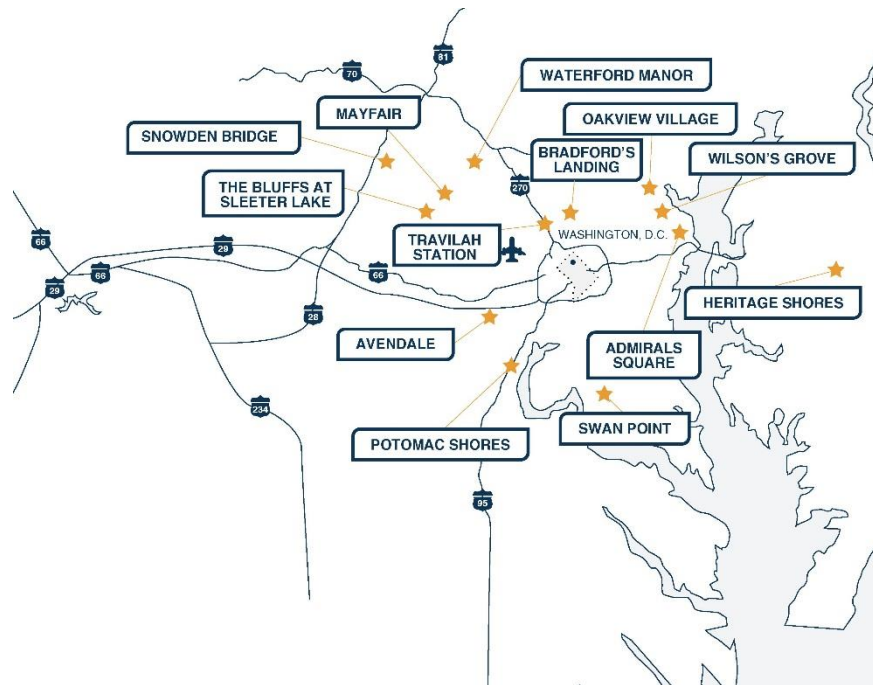 81
70
WATERFORD MANOR
MAYFAIR
OAKVIEW VILLAGE
SNOWDEN BRIDGE
BRADFORD'S
LANDING
WILSON'S GROVE
THE BLUFFS AT
SLEETER LAKE
270
TRAVILAH
STATION
WASHINGTON, D.C.
66
29
66
66
29
HERITAGE SHORES
28
AVENDALE
ADMIRALS
SQUARE
234
POTOMAC SHORES
SWAN POINT
95